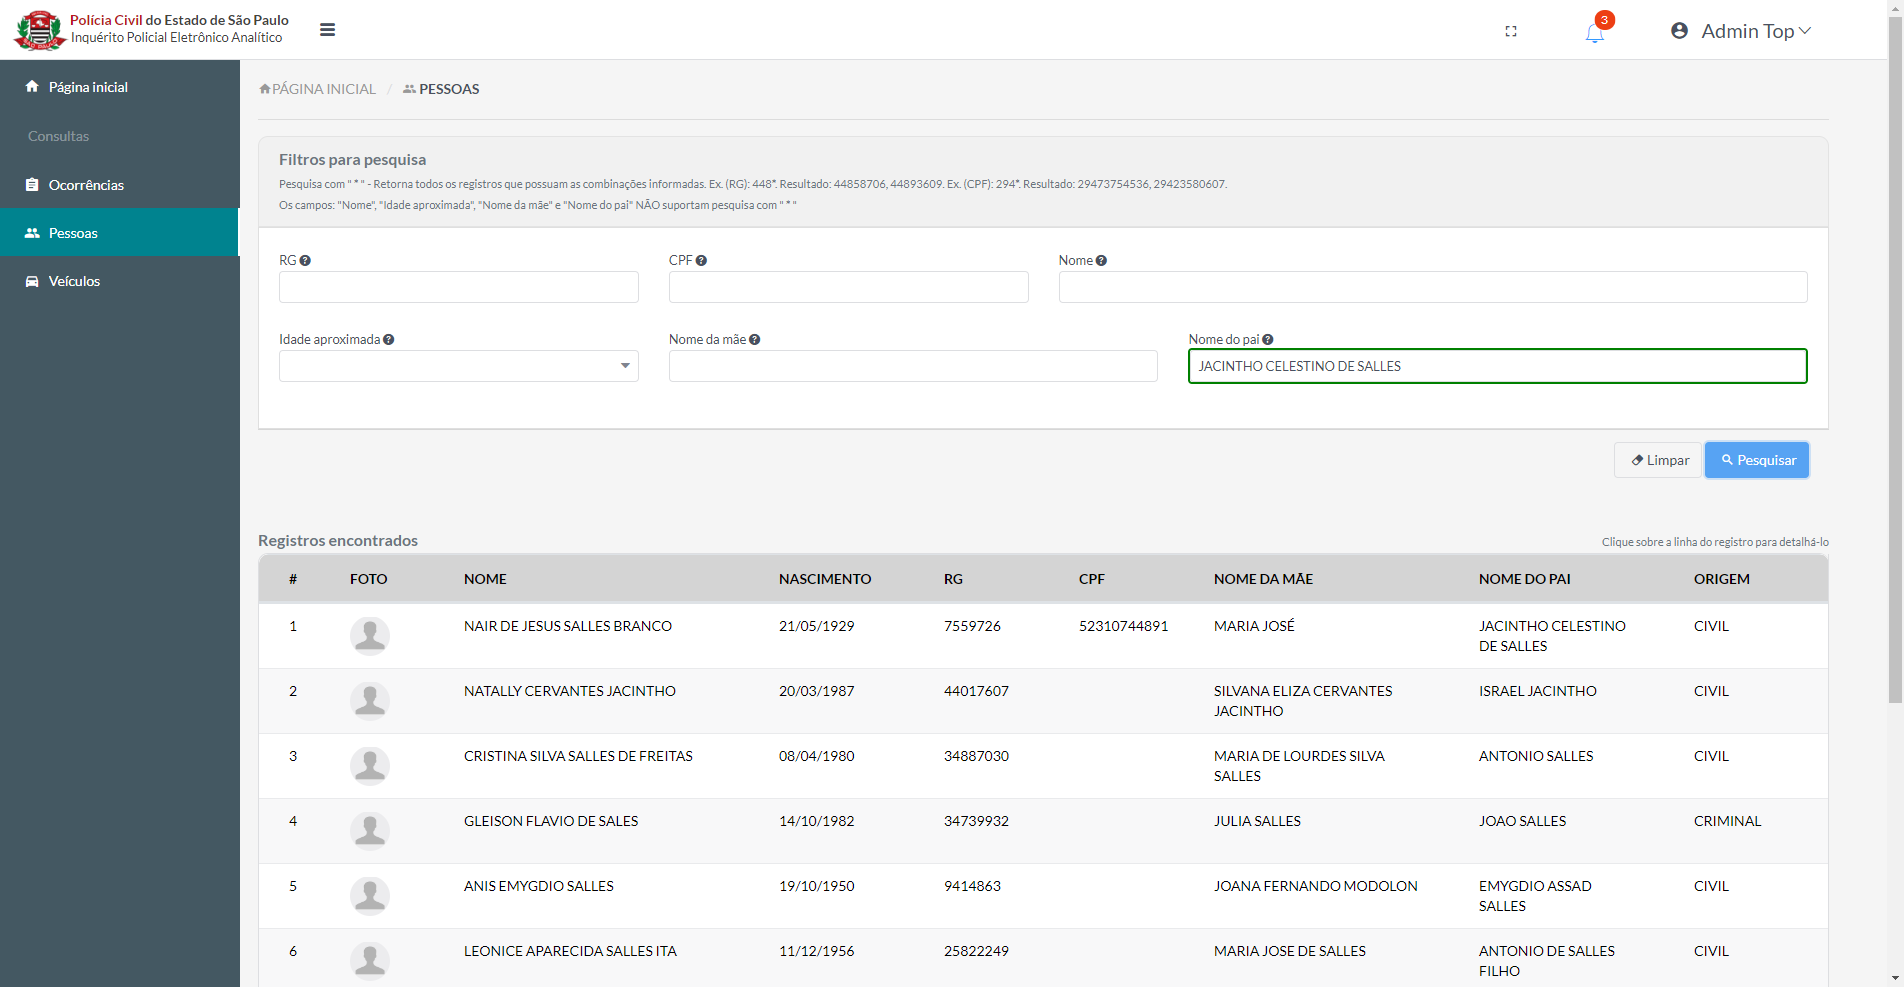 Polícia Civil do Estado de São Paulo
Inquérito Policial Eletrônico Analítico
3
Admin Top
Página inicial
Consultas
Ocorrências
Pessoas
Veículos
PÁGINA INICIAL / PESSOAS
Filtros para pesquisa
Pesquisa com " * " - Retorna todos os registros que possuam as combinações informadas. Ex. (RG): 448*. Resultado: 44858706, 44893609. Ex. (CPF): 294*. Resultado: 29473754536, 29423580607.
Os campos: "Nome", "Idade aproximada", "Nome da mãe" e "Nome do pai" NÃO suportam pesquisa com " * "
RG CPF Nome
Idade aproximada Nome da mãe Nome do pai
JACINTHO CELESTINO DE SALLES
Limpar Pesquisar
Registros encontrados Clique sobre a linha do registro para detalhá-lo
# FOTO NOME NASCIMENTO RG CPF NOME DA MÃE NOME DO PAI ORIGEM
1 NAIR DE JESUS SALLES BRANCO 21/05/1929 7559726 52310744891 MARIA JOSÉ JACINTHO CELESTINO CIVIL
DE SALLES
2 NATALLY CERVANTES JACINTHO 20/03/1987 44017607 SILVANA ELIZA CERVANTES ISRAEL JACINTHO CIVIL
JACINTHO
3 CRISTINA SILVA SALLES DE FREITAS 08/04/1980 34887030 MARIA DE LOURDES SILVA ANTONIO SALLES CIVIL
SALLES
4 GLEISON FLAVIO DE SALES 14/10/1982 34739932 JULIA SALLES JOAO SALLES CRIMINAL
5 ANIS EMYGDIO SALLES 19/10/1950 9414863 JOANA FERNANDO MODOLON EMYGDIO ASSAD CIVIL
SALLES
6 LEONICE APARECIDA SALLES ITA 11/12/1956 25822249 MARIA JOSE DE SALLES ANTONIO DE SALLES CIVIL
FILHO